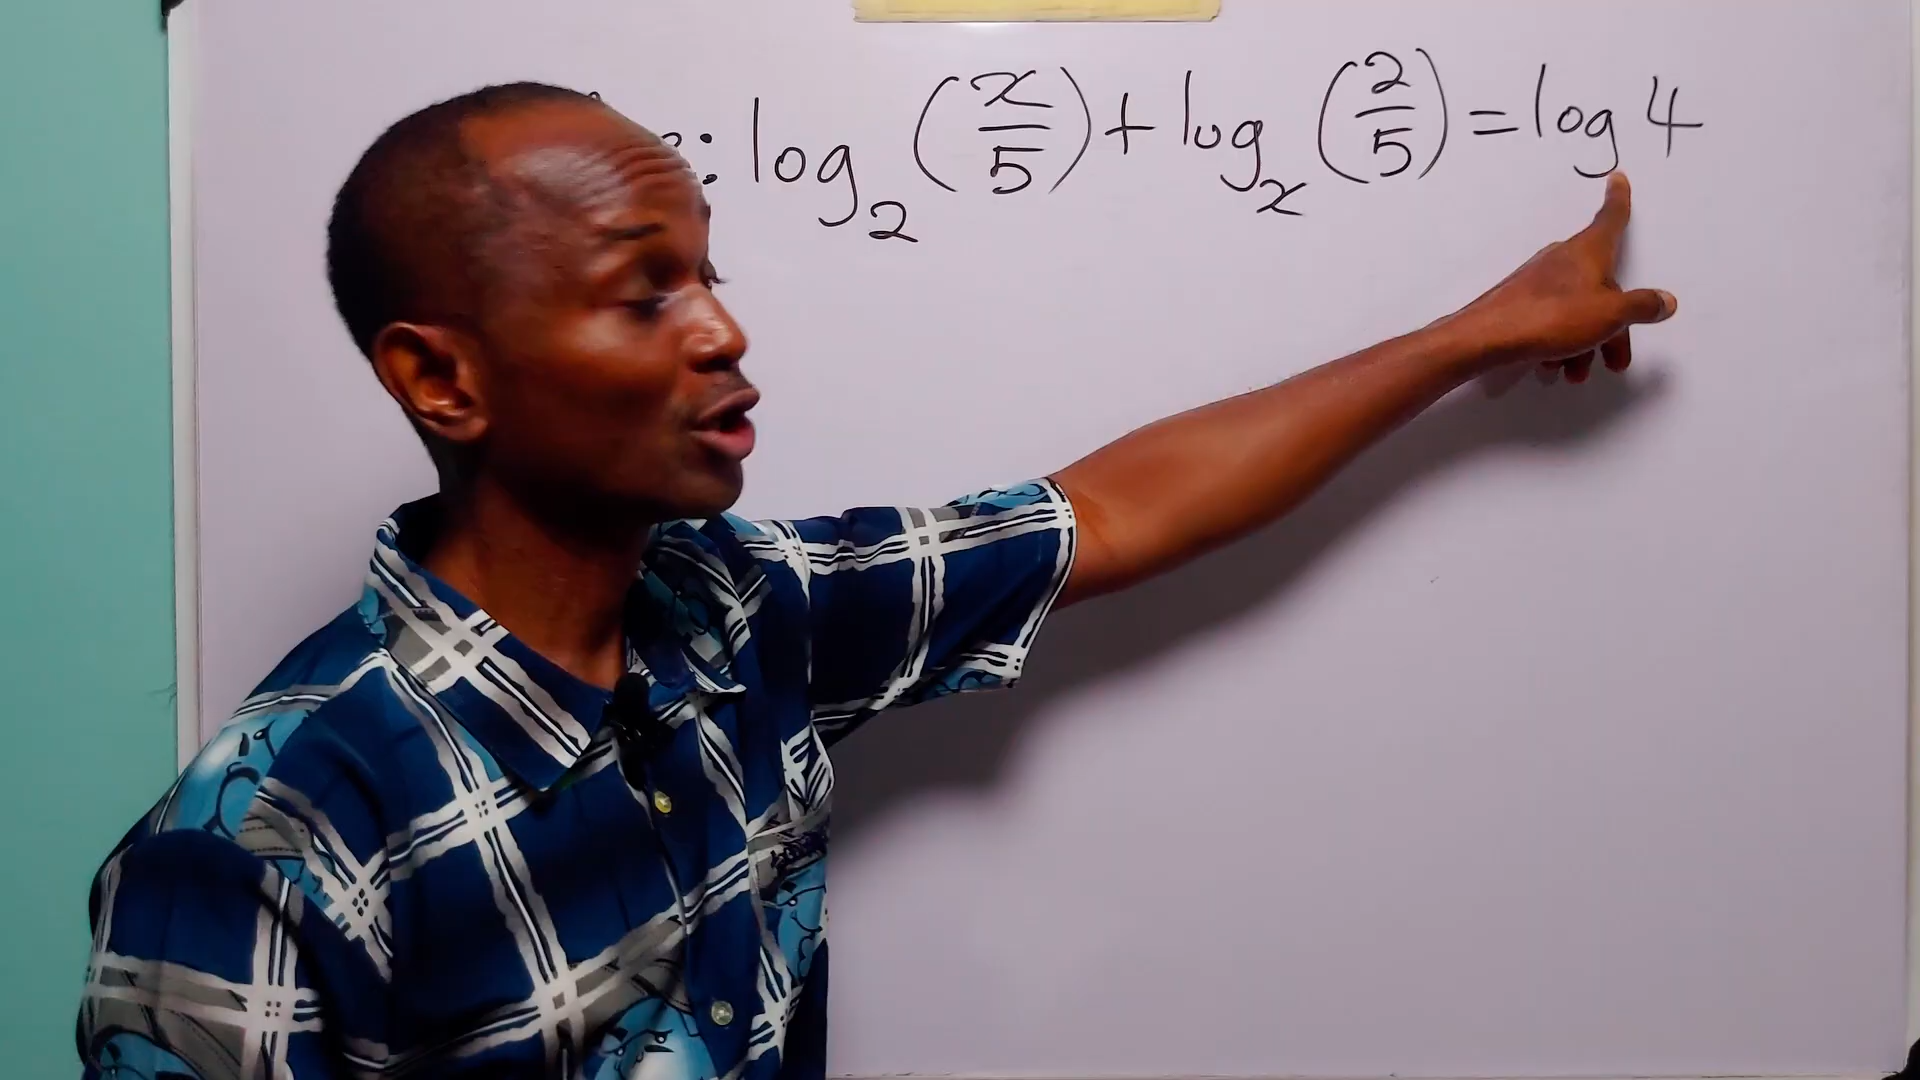 : log₂ (x/5) + logₓ (2/5) = log 4